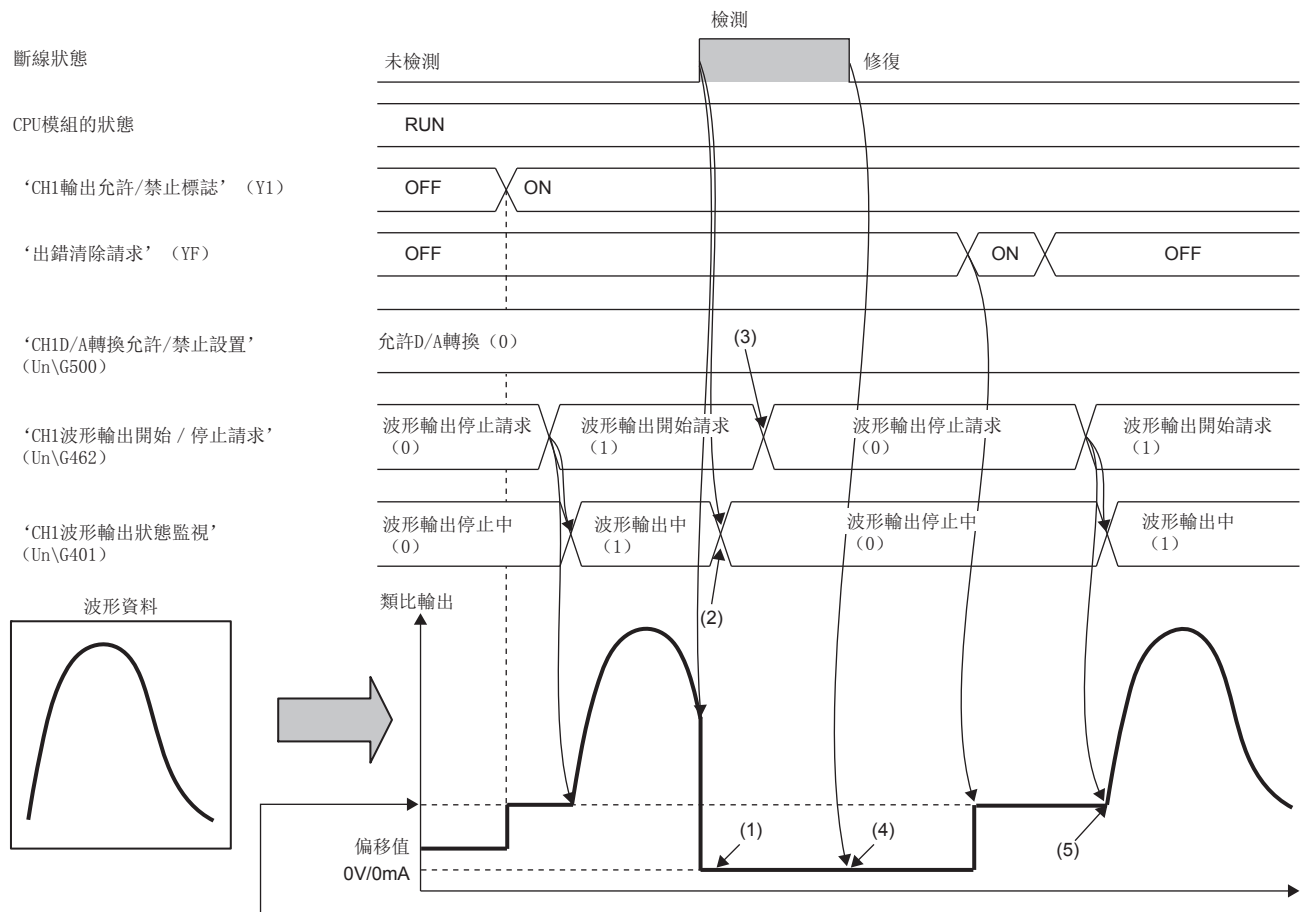 檢測
斷線狀態
未檢測
修復
CPU模組的狀態
RUN
‘CH1輸出允許/禁止標誌’（Y1）
OFF
ON
‘出錯清除請求’（YF）
OFF
ON
OFF
‘CH1D/A轉換允許/禁止設置’
（Un\G500）
允許D/A轉換（0）
(3)
‘CH1波形輸出開始／停止請求’
（Un\G462）
波形輸出停止請求
（0）
波形輸出開始請求
（1）
波形輸出停止請求
（0）
波形輸出開始請求
（1）
‘CH1波形輸出狀態監視’
（Un\G401）
波形輸出停止中
（0）
波形輸出中
（1）
波形輸出停止中
（0）
波形輸出中
（1）
波形資料
類比輸出
(2)
偏移值
0V/0mA
(1)
(4)
(5)